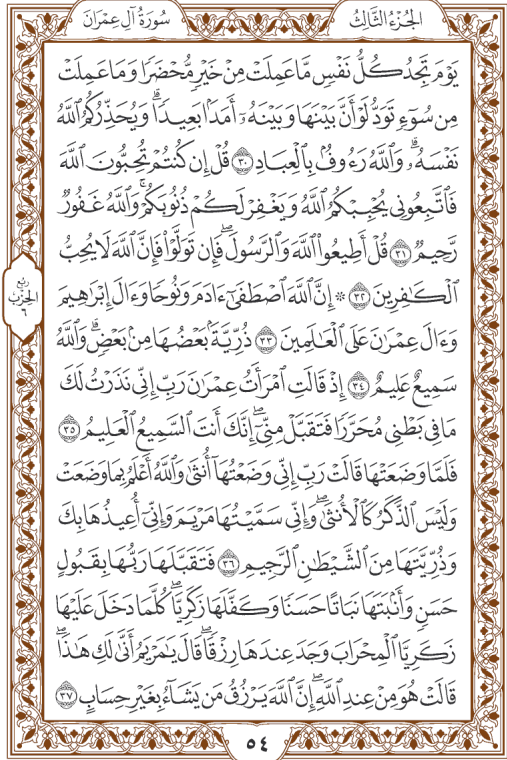 الجُزْءُ الثَّالِثُ
سُورَةُ آلِ عِمْرَانَ
يَوْمَ تَجِدُ كُلُّ نَفْسٍ مَّا عَمِلَتْ مِنْ خَيْرٍ مُّحْضَرًا وَمَا عَمِلَتْ
مِن سُوٓءٍ تَوَدُّ لَوْ أَنَّ بَيْنَهَا وَبَيْنَهُۥٓ أَمَدَۢا بَعِيدًاۗ وَيُحَذِّرُكُمُ ٱللَّهُ
نَفْسَهُۥۗ وَٱللَّهُ رَءُوفُۢ بِٱلْعِبَادِ ٣٠ قُلْ إِن كُنتُمْ تُحِبُّونَ ٱللَّهَ
فَٱتَّبِعُونِى يُحْبِبْكُمُ ٱللَّهُ وَيَغْفِرْ لَكُمْ ذُنُوبَكُمْۚ وَٱللَّهُ غَفُورٌ
رَّحِيمٌ ٣١ قُلْ أَطِيعُوا۟ ٱللَّهَ وَٱلرَّسُولَۖ فَإِن تَوَلَّوْا۟ فَإِنَّ ٱللَّهَ لَا يُحِبُّ
ٱلْكَـٰفِرِينَ ٣٢ ۞ إِنَّ ٱللَّهَ ٱصْطَفَىٰٓ ءَادَمَ وَنُوحًا وَءَالَ إِبْرَٰهِيمَ
وَءَالَ عِمْرَٰنَ عَلَى ٱلْعَـٰلَمِينَ ٣٣ ذُرِّيَّةَۢ بَعْضُهَا مِنۢ بَعْضٍۗ وَٱللَّهُ
سَمِيعٌ عَلِيمٌ ٣٤ إِذْ قَالَتِ ٱمْرَأَتُ عِمْرَٰنَ رَبِّ إِنِّى نَذَرْتُ لَكَ
مَا فِى بَطْنِى مُحَرَّرًا فَتَقَبَّلْ مِنِّىٓۖ إِنَّكَ أَنتَ ٱلسَّمِيعُ ٱلْعَلِيمُ ٣٥
فَلَمَّا وَضَعَتْهَا قَالَتْ رَبِّ إِنِّى وَضَعْتُهَآ أُنثَىٰ وَٱللَّهُ أَعْلَمُ بِمَا وَضَعَتْ
وَلَيْسَ ٱلذَّكَرُ كَٱلْأُنثَىٰۖ وَإِنِّى سَمَّيْتُهَا مَرْيَمَ وَإِنِّىٓ أُعِيذُهَا بِكَ
وَذُرِّيَّتَهَا مِنَ ٱلشَّيْطَـٰنِ ٱلرَّجِيمِ ٣٦ فَتَقَبَّلَهَا رَبُّهَا بِقَبُولٍ
حَسَنٍ وَأَنۢبَتَهَا نَبَاتًا حَسَنًا وَكَفَّلَهَا زَكَرِيَّاۖ كُلَّمَا دَخَلَ عَلَيْهَا
زَكَرِيَّا ٱلْمِحْرَابَ وَجَدَ عِندَهَا رِزْقًاۖ قَالَ يَـٰمَرْيَمُ أَنَّىٰ لَكِ هَـٰذَاۖ
قَالَتْ هُوَ مِنْ عِندِ ٱللَّهِۖ إِنَّ ٱللَّهَ يَرْزُقُ مَن يَشَآءُ بِغَيْرِ حِسَابٍ ٣٧
رُبْع
الحِزْب
٦
٥٤